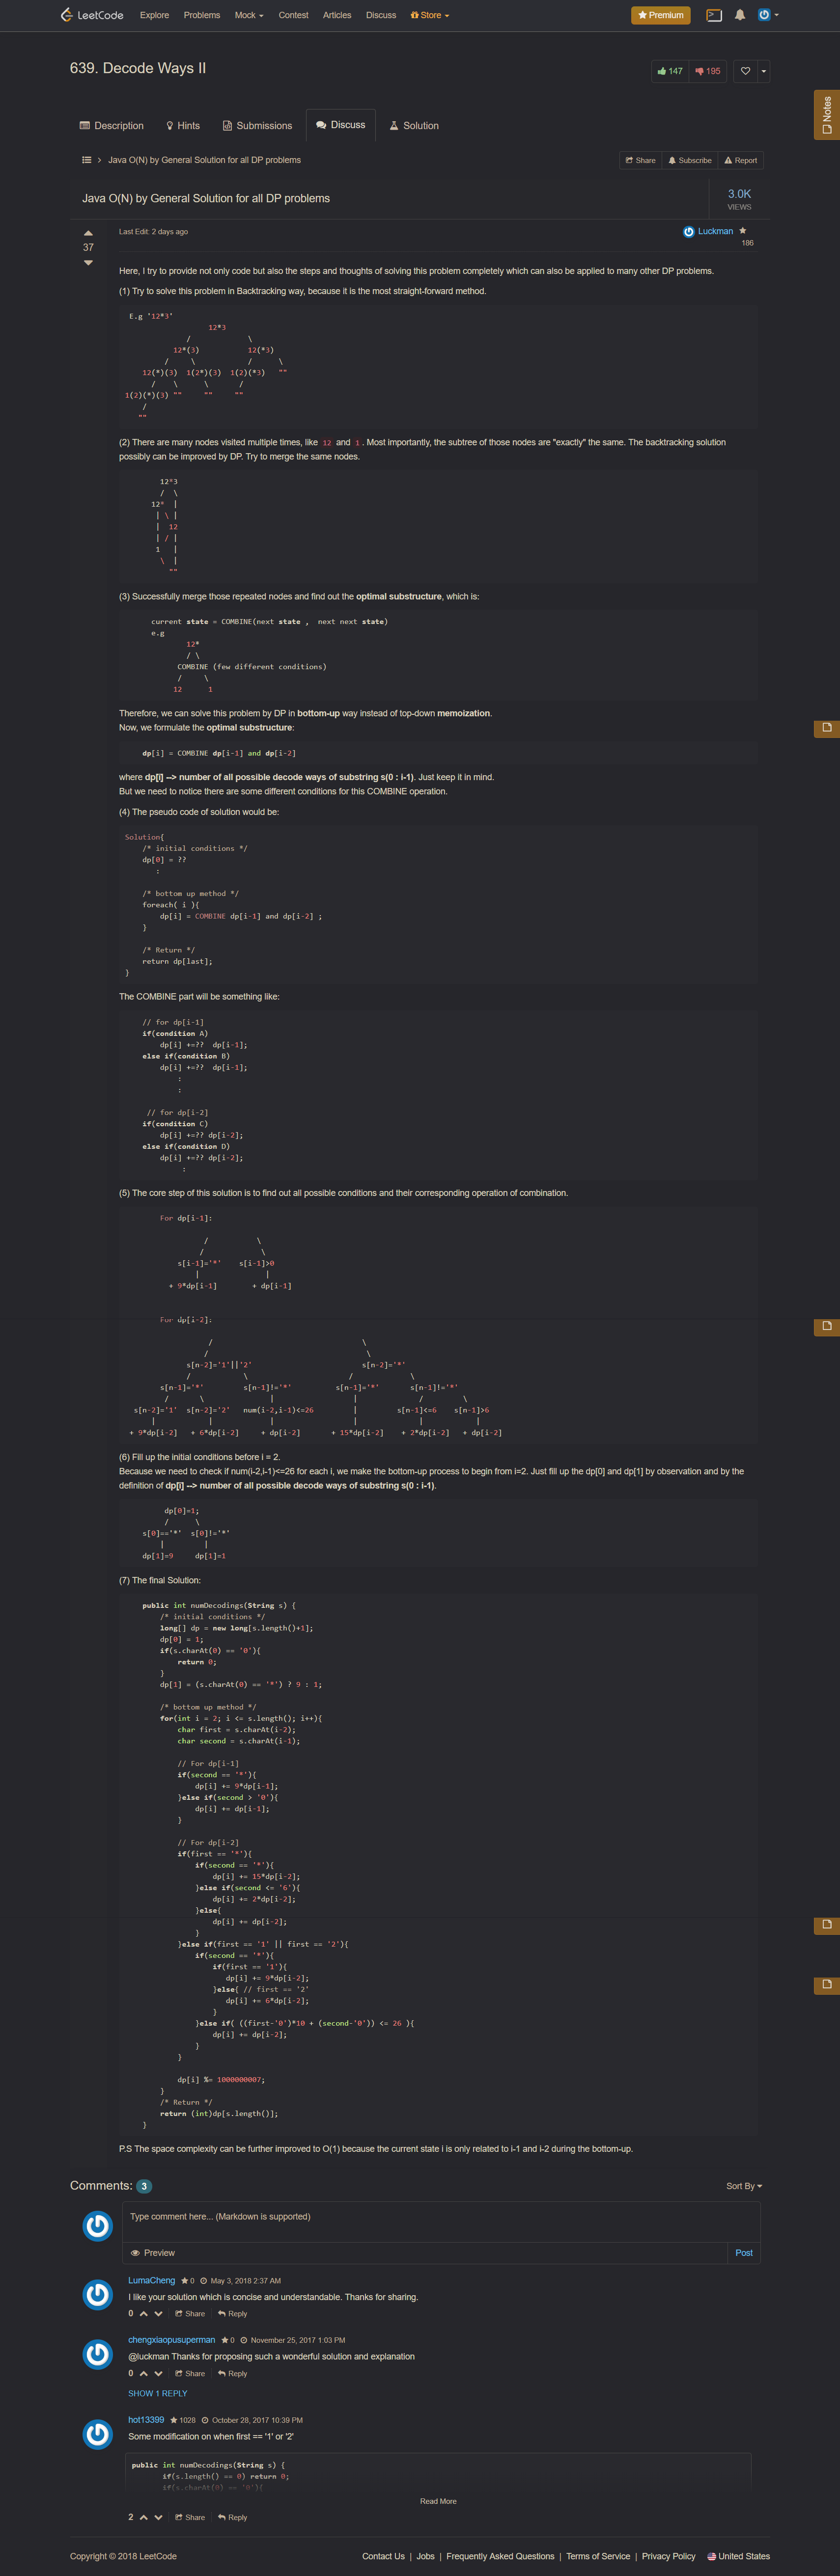 LeetCode Explore Problems Mock Contest Articles Discuss Store Premium
639. Decode Ways II 147 195
Notes
Description Hints Submissions Discuss Solution
Java O(N) by General Solution for all DP problems Share Subscribe Report
Java O(N) by General Solution for all DP problems 3.0K
VIEWS
37
Last Edit: 2 days ago Luckman
186
Here, I try to provide not only code but also the steps and thoughts of solving this problem completely which can also be applied to many other DP problems.
(1) Try to solve this problem in Backtracking way, because it is the most straight-forward method.
E.g '12*3'
12*3
/ \
12*(3) 12(*3)
/ \ / \
12(*)(3) 1(2*)(3) 1(2)(*3) ""
/ \ \ /
1(2)(*)(3) "" "" ""
/
""
(2) There are many nodes visited multiple times, like 12 and 1 . Most importantly, the subtree of those nodes are "exactly" the same. The backtracking solution
possibly can be improved by DP. Try to merge the same nodes.
12*3
/ \
12* |
| \ |
| 12
| / |
1 |
\ |
""
(3) Successfully merge those repeated nodes and find out the optimal substructure, which is:
current state = COMBINE(next state , next next state)
e.g
12*
/ \
COMBINE (few different conditions)
/ \
12 1
Therefore, we can solve this problem by DP in bottom-up way instead of top-down memoization.
Now, we formulate the optimal substructure:
dp[i] = COMBINE dp[i-1] and dp[i-2]
where dp[i] --> number of all possible decode ways of substring s(0 : i-1). Just keep it in mind.
But we need to notice there are some different conditions for this COMBINE operation.
(4) The pseudo code of solution would be:
Solution{
/* initial conditions */
dp[0] = ??
:
/* bottom up method */
foreach( i ){
dp[i] = COMBINE dp[i-1] and dp[i-2] ;
}
/* Return */
return dp[last];
}
The COMBINE part will be something like:
// for dp[i-1]
if(condition A)
dp[i] +=?? dp[i-1];
else if(condition B)
dp[i] +=?? dp[i-1];
:
:
// for dp[i-2]
if(condition C)
dp[i] +=?? dp[i-2];
else if(condition D)
dp[i] +=?? dp[i-2];
:
(5) The core step of this solution is to find out all possible conditions and their corresponding operation of combination.
For dp[i-1]:
/ \
/ \
s[i-1]='*' s[i-1]>0
| |
+ 9*dp[i-1] + dp[i-1]
For dp[i-2]:
/ \
/ \
s[n-2]='1'||'2' s[n-2]='*'
/ \ / \
s[n-1]='*' s[n-1]!='*' s[n-1]='*' s[n-1]!='*'
/ \ | | / \
s[n-2]='1' s[n-2]='2' num(i-2,i-1)<=26 | s[n-1]<=6 s[n-1]>6
| | | | | |
+ 9*dp[i-2] + 6*dp[i-2] + dp[i-2] + 15*dp[i-2] + 2*dp[i-2] + dp[i-2]
(6) Fill up the initial conditions before i = 2.
Because we need to check if num(i-2,i-1)<=26 for each i, we make the bottom-up process to begin from i=2. Just fill up the dp[0] and dp[1] by observation and by the
definition of dp[i] --> number of all possible decode ways of substring s(0 : i-1).
dp[0]=1;
/ \
s[0]=='*' s[0]!='*'
| |
dp[1]=9 dp[1]=1
(7) The final Solution:
public int numDecodings(String s) {
/* initial conditions */
long[] dp = new long[s.length()+1];
dp[0] = 1;
if(s.charAt(0) == '0'){
return 0;
}
dp[1] = (s.charAt(0) == '*') ? 9 : 1;
/* bottom up method */
for(int i = 2; i <= s.length(); i++){
char first = s.charAt(i-2);
char second = s.charAt(i-1);
// For dp[i-1]
if(second == '*'){
dp[i] += 9*dp[i-1];
}else if(second > '0'){
dp[i] += dp[i-1];
}
// For dp[i-2]
if(first == '*'){
if(second == '*'){
dp[i] += 15*dp[i-2];
}else if(second <= '6'){
dp[i] += 2*dp[i-2];
}else{
dp[i] += dp[i-2];
}
}else if(first == '1' || first == '2'){
if(second == '*'){
if(first == '1'){
dp[i] += 9*dp[i-2];
}else{ // first == '2'
dp[i] += 6*dp[i-2];
}
}else if( ((first-'0')*10 + (second-'0')) <= 26 ){
dp[i] += dp[i-2];
}
}
dp[i] %= 1000000007;
}
/* Return */
return (int)dp[s.length()];
}
P.S The space complexity can be further improved to O(1) because the current state i is only related to i-1 and i-2 during the bottom-up.
Comments: 3 Sort By
Type comment here... (Markdown is supported)
Preview Post
LumaCheng 0 May 3, 2018 2:37 AM
I like your solution which is concise and understandable. Thanks for sharing.
0 Share Reply
chengxiaopusuperman 0 November 25, 2017 1:03 PM
@luckman Thanks for proposing such a wonderful solution and explanation
0 Share Reply
SHOW 1 REPLY
hot13399 1028 October 28, 2017 10:39 PM
Some modification on when first == '1' or '2'
public int numDecodings(String s) {
if(s.length() == 0) return 0;
if(s.charAt(0) == '0'){
Read More
2 Share Reply
Copyright © 2018 LeetCode Contact Us | Jobs | Frequently Asked Questions | Terms of Service | Privacy Policy United States